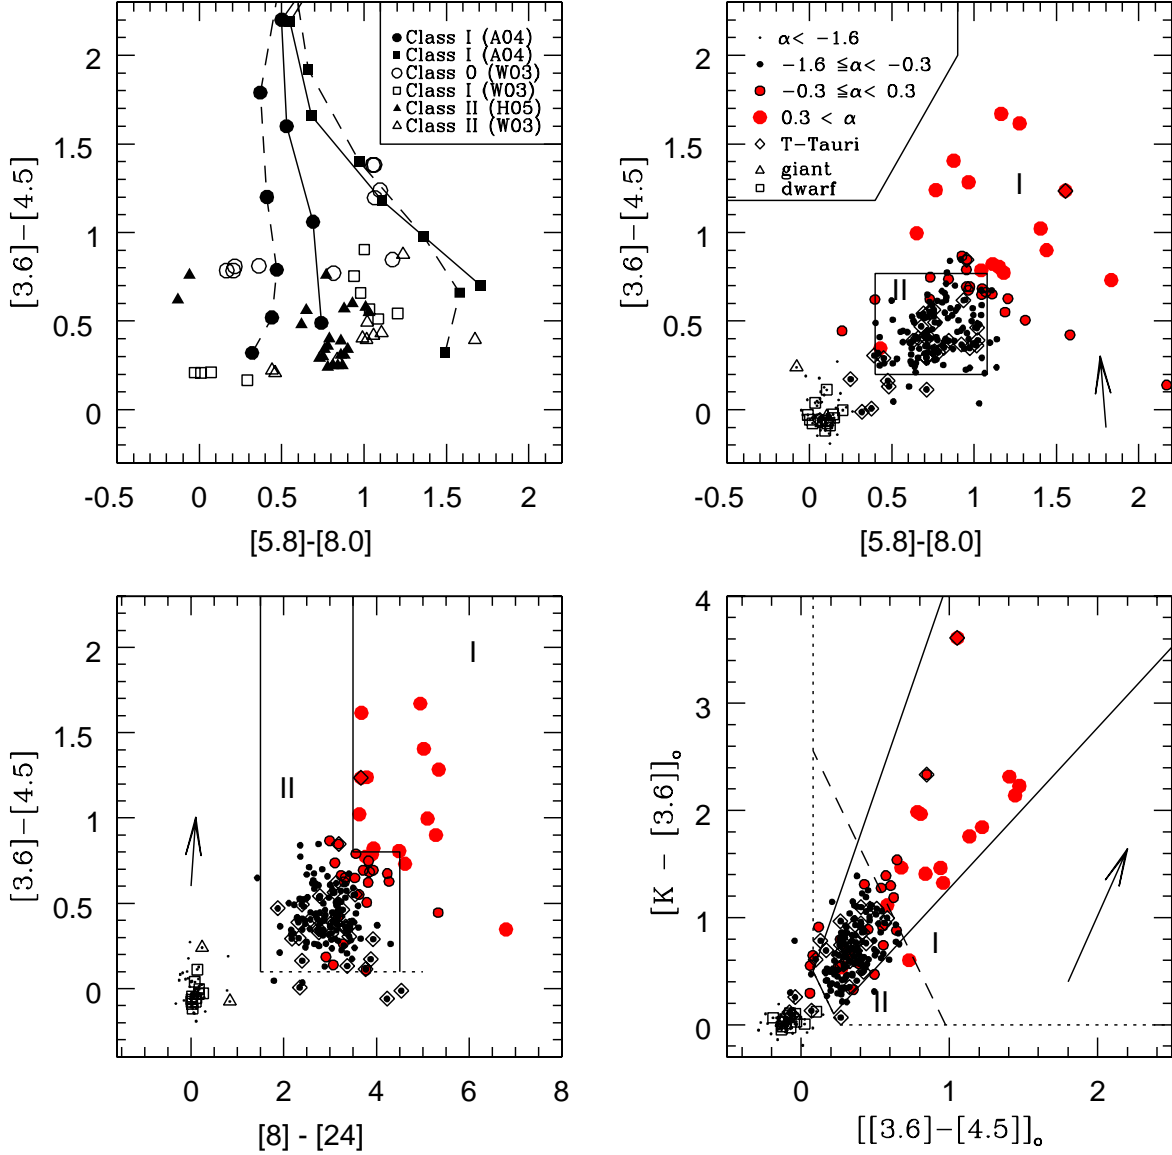 Class I (A04)
Class I (A04)
Class 0 (W03)
Class I (W03)
Class II (H05)
Class II (W03)
2
1.5
1
0.5
0
[3.6]−[4.5]
-0.5 0 0.5 1 1.5 2
[5.8]-[8.0]
α< −1.6
−1.6 ≦α< −0.3
−0.3 ≦α< 0.3
0.3 < α
T−Tauri
giant
dwarf
I
II
2
1.5
1
0.5
0
[3.6]−[4.5]
-0.5 0 0.5 1 1.5 2
[5.8]-[8.0]
I
II
2
1.5
1
0.5
0
[3.6]−[4.5]
0 2 4 6 8
[8] - [24]
4
3
2
1
0
[K − [3.6]]o
I
II
0 1 2
[[3.6]−[4.5]]o